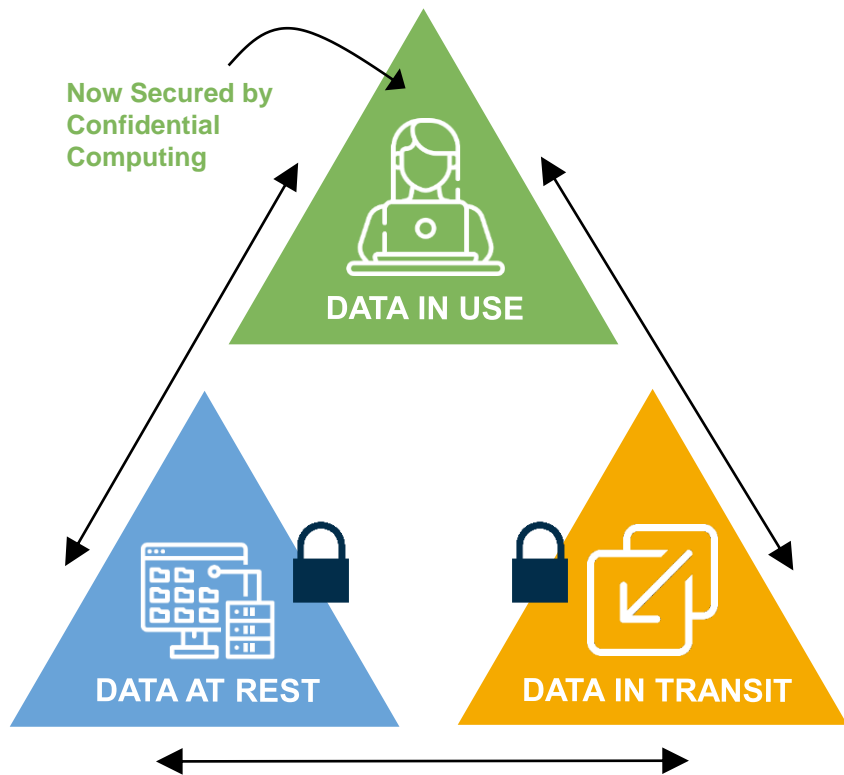 Now Secured by
Confidential
Computing
DATA IN USE
DATA AT REST
DATA IN TRANSIT